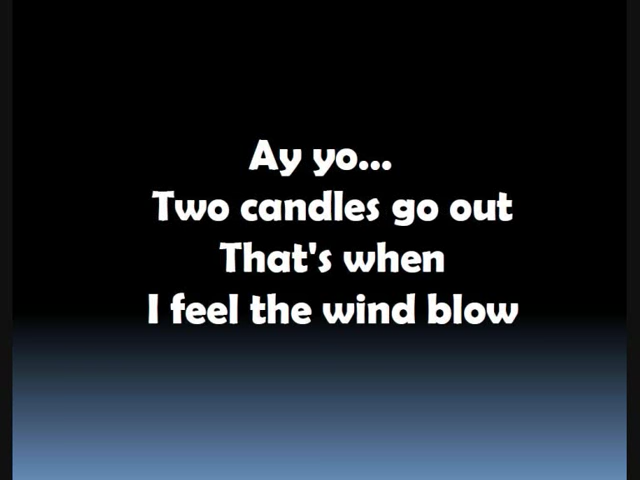 Ay yo...
Two candles go out
That's when
I feel the wind blow